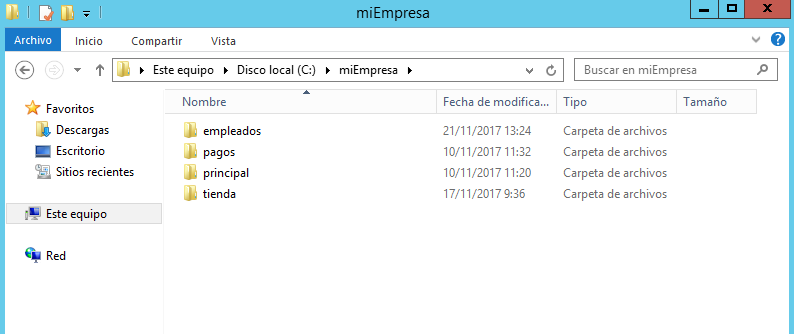 miEmpresa
Archivo Inicio Compartir Vista
Este equipo Disco local (C:) miEmpresa Buscar en miEmpresa
Nombre Fecha de modifica... Tipo Tamaño
Favoritos
Descargas
Escritorio
Sitios recientes
Este equipo
Red
empleados 21/11/2017 13:24 Carpeta de archivos
pagos 10/11/2017 11:32 Carpeta de archivos
principal 10/11/2017 11:20 Carpeta de archivos
tienda 17/11/2017 9:36 Carpeta de archivos